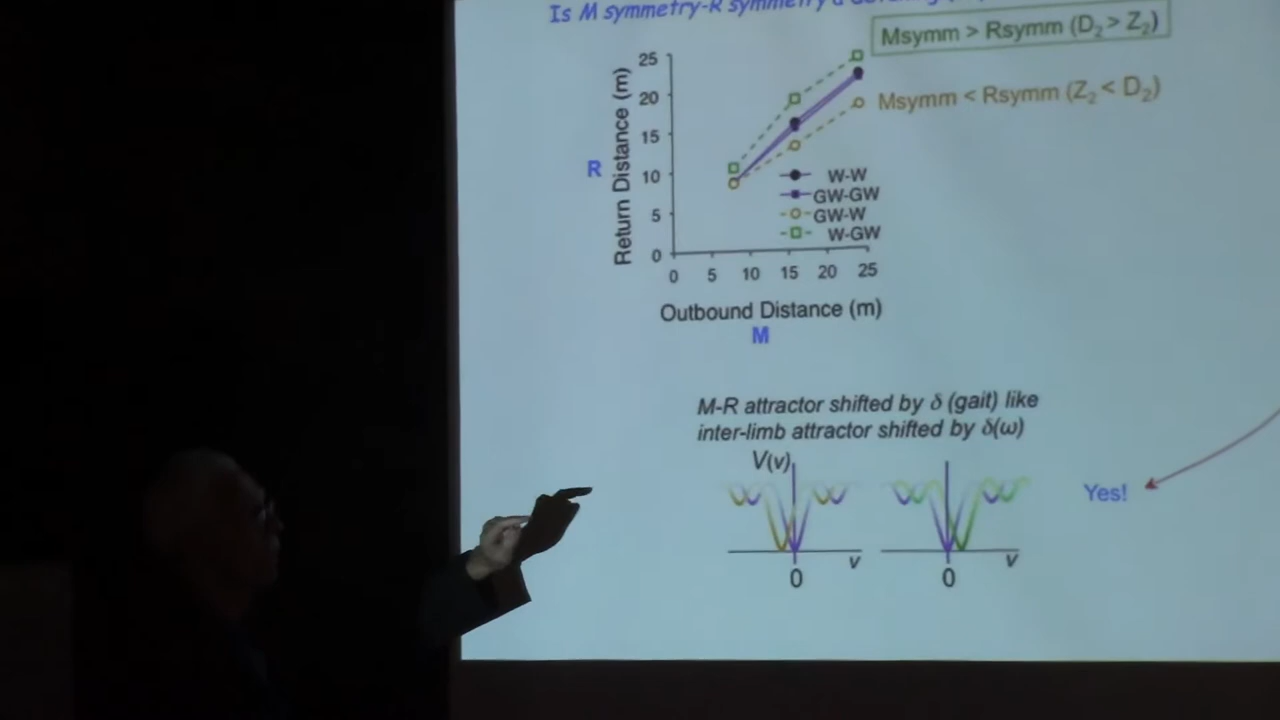 Is M symmetry-R symmetry a
Msymm > Rsymm (D₂ > Z₂)
Msymm < Rsymm (Z₂ < D₂)
Return Distance (m)
R
25
20
15
10
5
0
W-W
GW-GW
GW-W
W-GW
0 5 10 15 20 25
Outbound Distance (m)
M
M-R attractor shifted by δ (gait) like
inter-limb attractor shifted by δ(ω)
V(v)
Yes!
v v
0 0